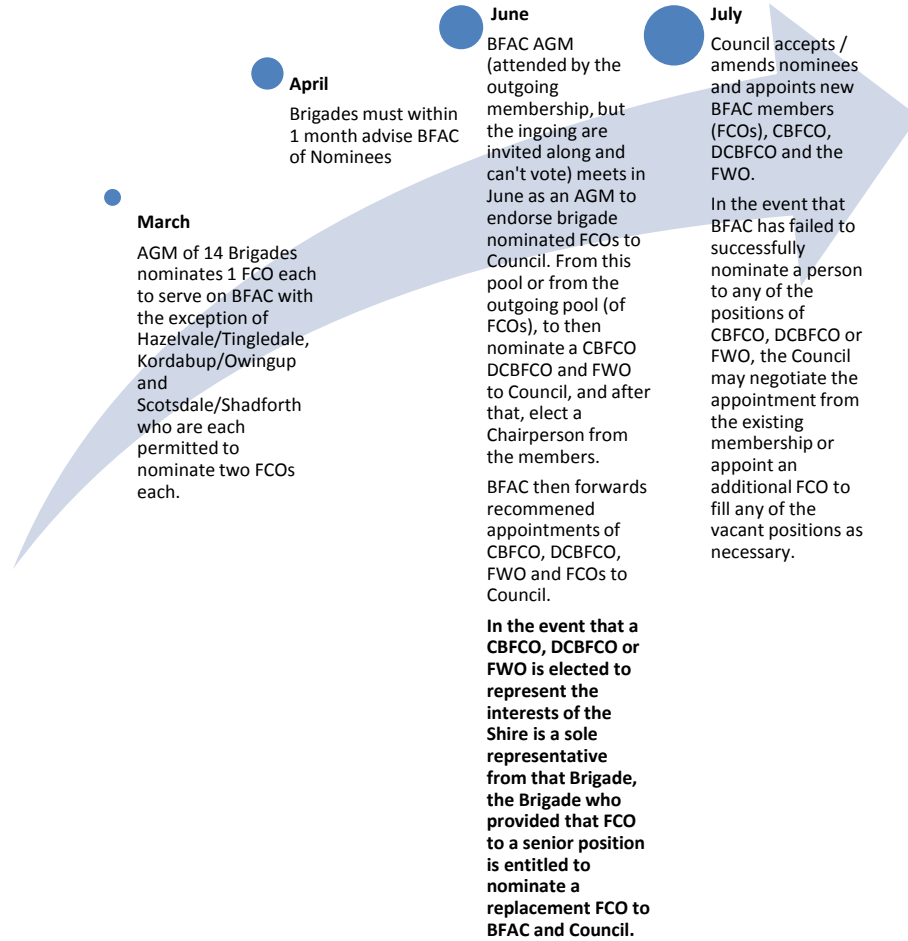 March
AGM of 14 Brigades
nominates 1 FCO each
to serve on BFAC with
the exception of
Hazelvale/Tingledale,
Kordabup/Owingup
and
Scotsdale/Shadforth
who are each
permitted to
nominate two FCOs
each.
April
Brigades must within
1 month advise BFAC
of Nominees
June
BFAC AGM
(attended by the
outgoing
membership, but
the ingoing are
invited along and
can't vote) meets in
June as an AGM to
endorse brigade
nominated FCOs to
Council. From this
pool or from the
outgoing pool (of
FCOs), to then
nominate a CBFCO
DCBFCO and FWO
to Council, and after
that, elect a
Chairperson from
the members.
BFAC then forwards
recommened
appointments of
CBFCO, DCBFCO,
FWO and FCOs to
Council.
In the event that a
CBFCO, DCBFCO or
FWO is elected to
represent the
interests of the
Shire is a sole
representative
from that Brigade,
the Brigade who
provided that FCO
to a senior position
is entitled to
nominate a
replacement FCO to
BFAC and Council.
July
Council accepts /
amends nominees
and appoints new
BFAC members
(FCOs), CBFCO,
DCBFCO and the
FWO.
In the event that
BFAC has failed to
successfully
nominate a person
to any of the
positions of
CBFCO, DCBFCO or
FWO, the Council
may negotiate the
appointment from
the existing
membership or
appoint an
additional FCO to
fill any of the
vacant positions as
necessary.